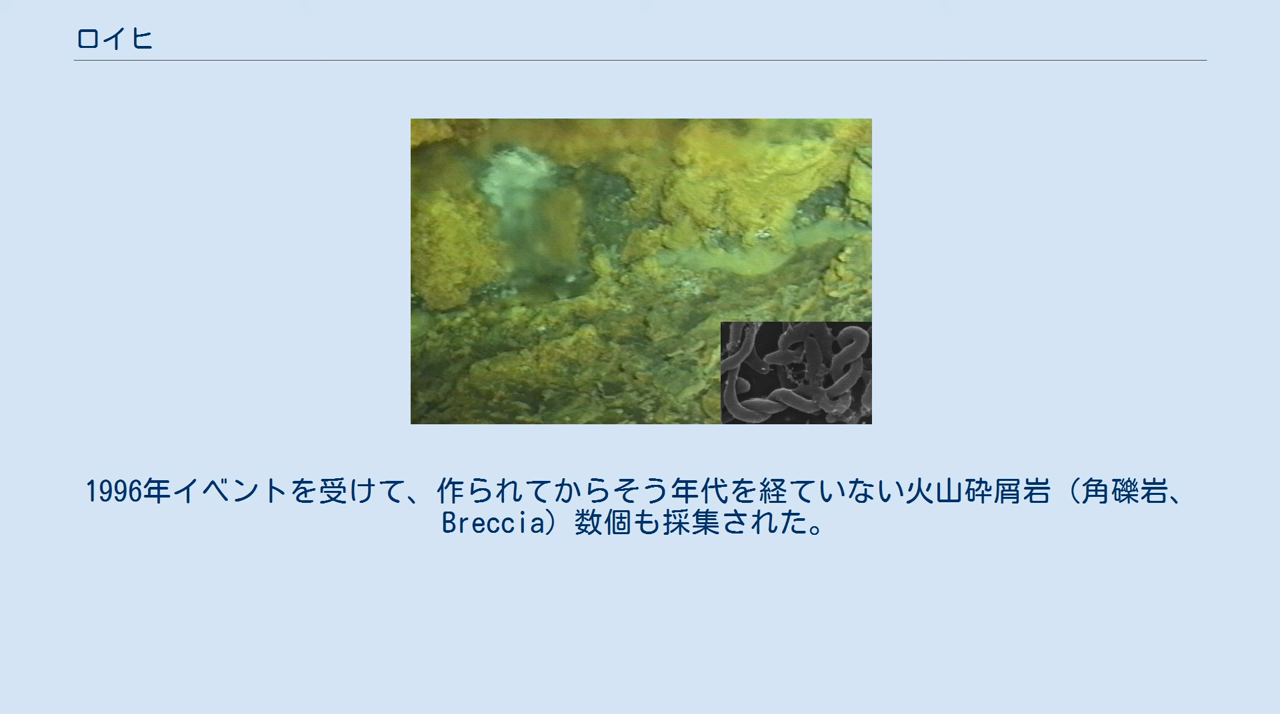 ロイヒ
1996年イベントを受けて、作られてからそう年代を経ていない火山砕屑岩（角礫岩、
Breccia）数個も採集された。